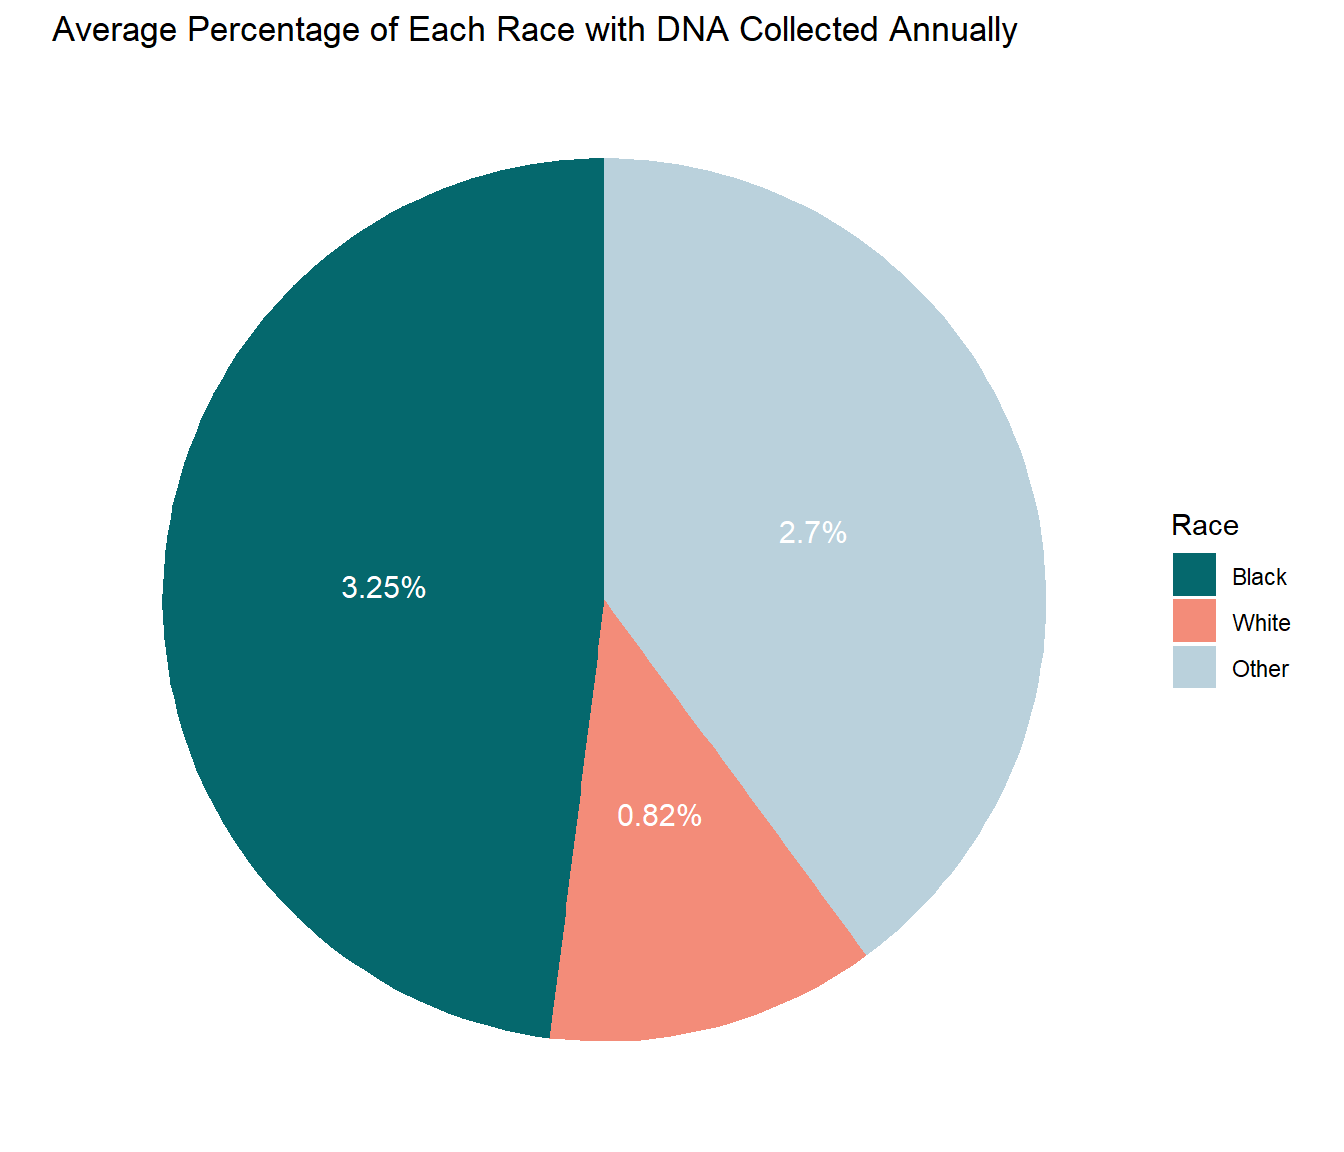 Average Percentage of Each Race with DNA Collected Annually
2.7%
3.25%
0.82%
Race
Black
White
Other